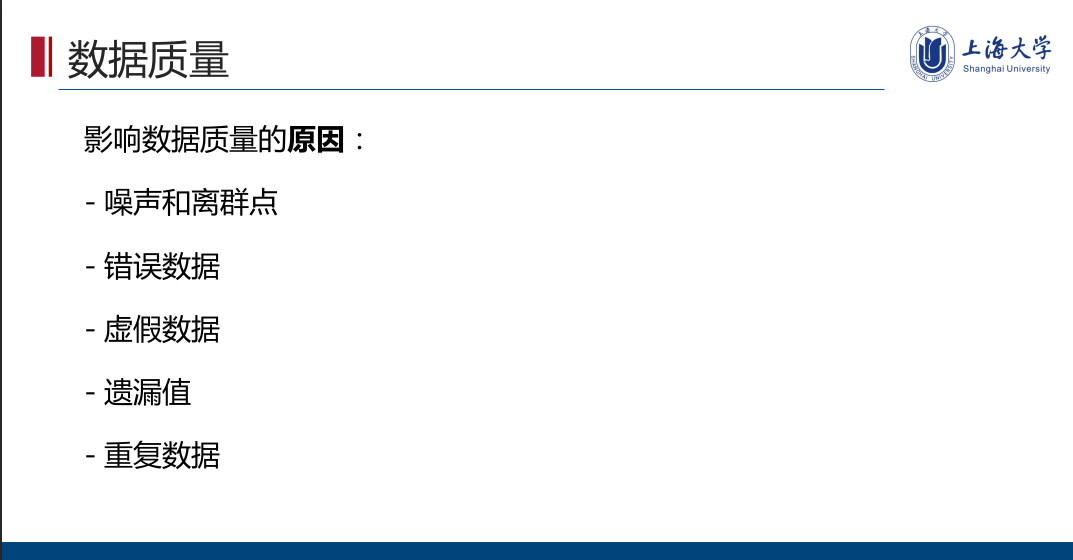 数据质量
上海大学
Shanghai University
影响数据质量的原因：
- 噪声和离群点
- 错误数据
- 虚假数据
- 遗漏值
- 重复数据